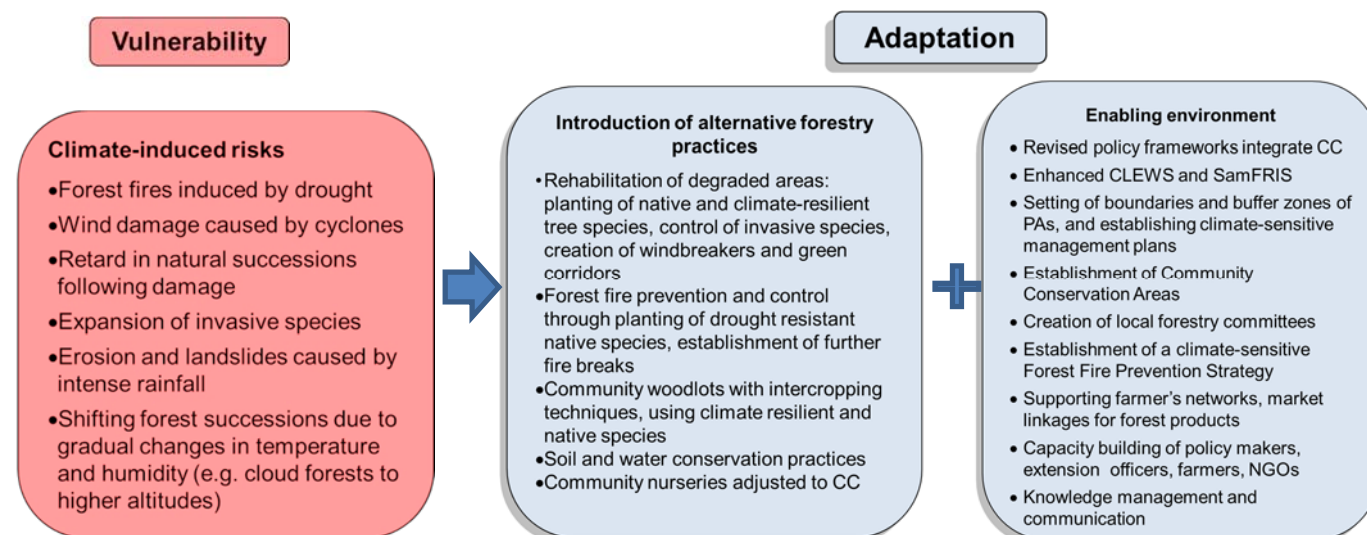 Vulnerability
Adaptation
Climate-induced risks
•Forest fires induced by drought
•Wind damage caused by cyclones
•Retard in natural successions
following damage
•Expansion of invasive species
•Erosion and landslides caused by
intense rainfall
•Shifting forest successions due to
gradual changes in temperature
and humidity (e.g. cloud forests to
higher altitudes)
Introduction of alternative forestry
practices
•Rehabilitation of degraded areas:
planting of native and climate-resilient
tree species, control of invasive species,
creation of windbreakers and green
corridors
•Forest fire prevention and control
through planting of drought resistant
native species, establishment of further
fire breaks
•Community woodlots with intercropping
techniques, using climate resilient and
native species
•Soil and water conservation practices
•Community nurseries adjusted to CC
Enabling environment
• Revised policy frameworks integrate CC
• Enhanced CLEWS and SamFRIS
• Setting of boundaries and buffer zones of
PAs, and establishing climate-sensitive
management plans
• Establishment of Community
Conservation Areas
• Creation of local forestry committees
• Establishment of a climate-sensitive
Forest Fire Prevention Strategy
• Supporting farmer's networks, market
linkages for forest products
• Capacity building of policy makers,
extension officers, farmers, NGOs
• Knowledge management and
communication